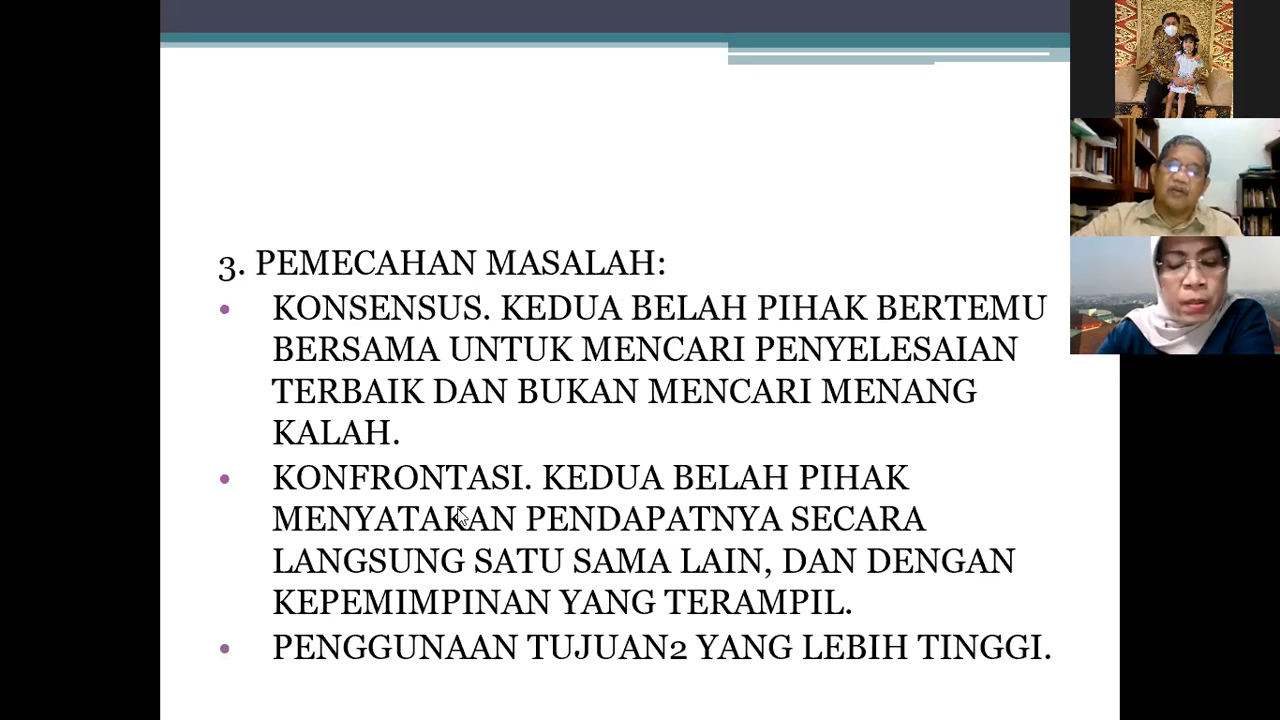 3. PEMECAHAN MASALAH:
• KONSENSUS. KEDUA BELAH PIHAK BERTEMU
BERSAMA UNTUK MENCARI PENYELESAIAN
TERBAIK DAN BUKAN MENCARI MENANG
KALAH.
• KONFRONTASI. KEDUA BELAH PIHAK
MENYATAKAN PENDAPATNYA SECARA
LANGSUNG SATU SAMA LAIN, DAN DENGAN
KEPEMIMPINAN YANG TERAMPIL.
• PENGGUNAAN TUJUAN2 YANG LEBIH TINGGI.